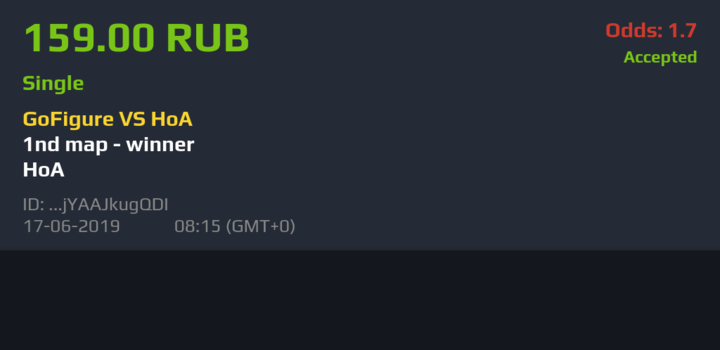 159.00 RUB
Odds: 1.7
Accepted
Single
GoFigure VS HoA
1nd map - winner
HoA
ID: ...jYAAJkugQDI
17-06-2019 08:15 (GMT+0)